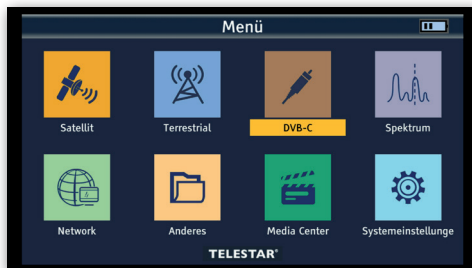 Menü
Satellit
Terrestrial
DVB-C
Spektrum
Network
Anderes
Media Center
Systemeinstellunge
TELESTAR®